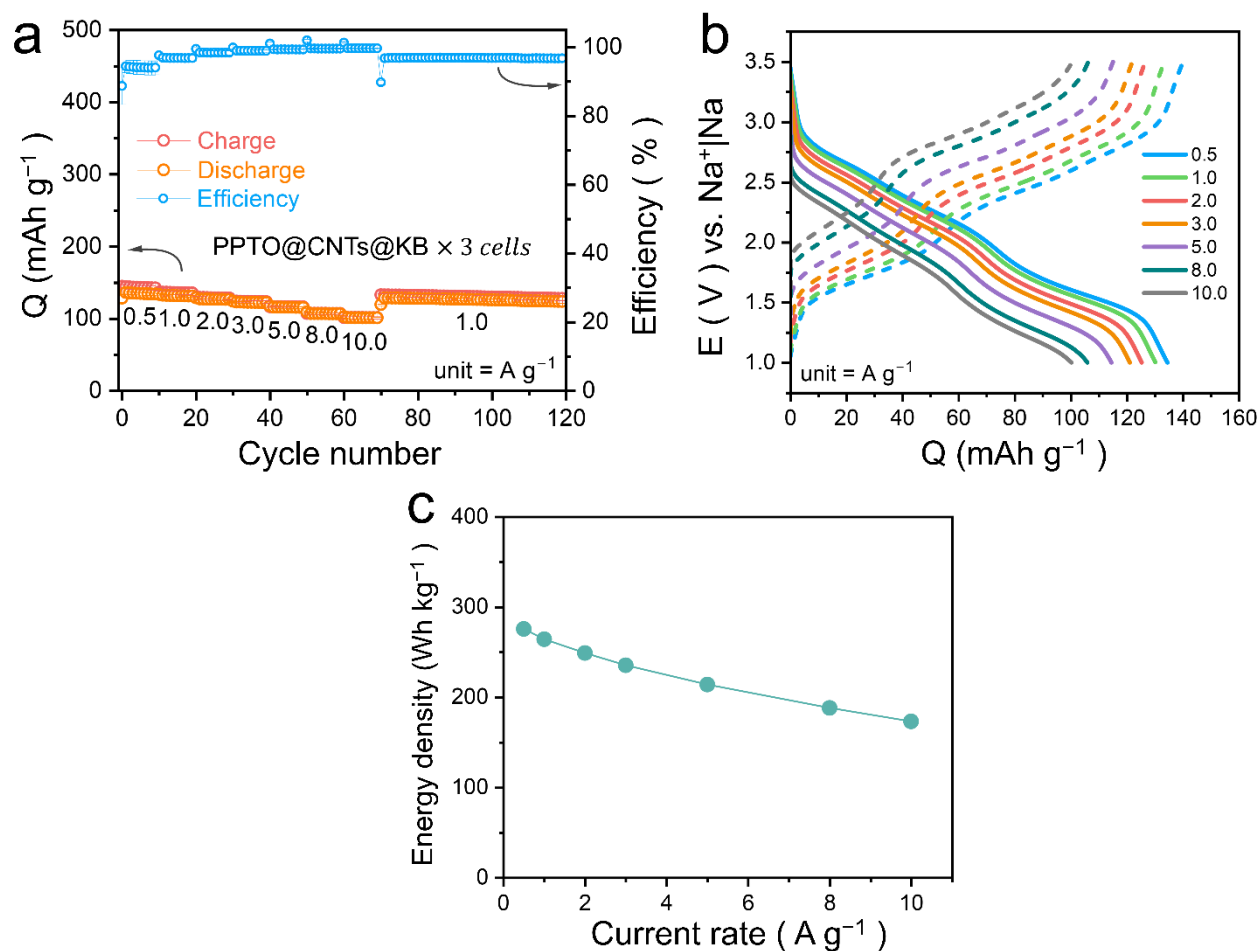 a
Q (mAh g⁻¹)
500
400
300
200
100
0
Charge
Discharge
Efficiency
PPTO@CNTs@KB × 3 cells
0.5 1.0 2.0 3.0 5.0 8.0 10.0 1.0
unit = A g⁻¹
0 20 40 60 80 100 120
Cycle number
100
80
60
40
20
0
Efficiency ( % )
b
E ( V ) vs. Na⁺|Na
3.5
3.0
2.5
2.0
1.5
1.0
0.5
1.0
2.0
3.0
5.0
8.0
10.0
unit = A g⁻¹
0 20 40 60 80 100 120 140 160
Q (mAh g⁻¹ )
c
Energy density (Wh kg⁻¹ )
400
300
200
100
0
0 2 4 6 8 10
Current rate ( A g⁻¹ )